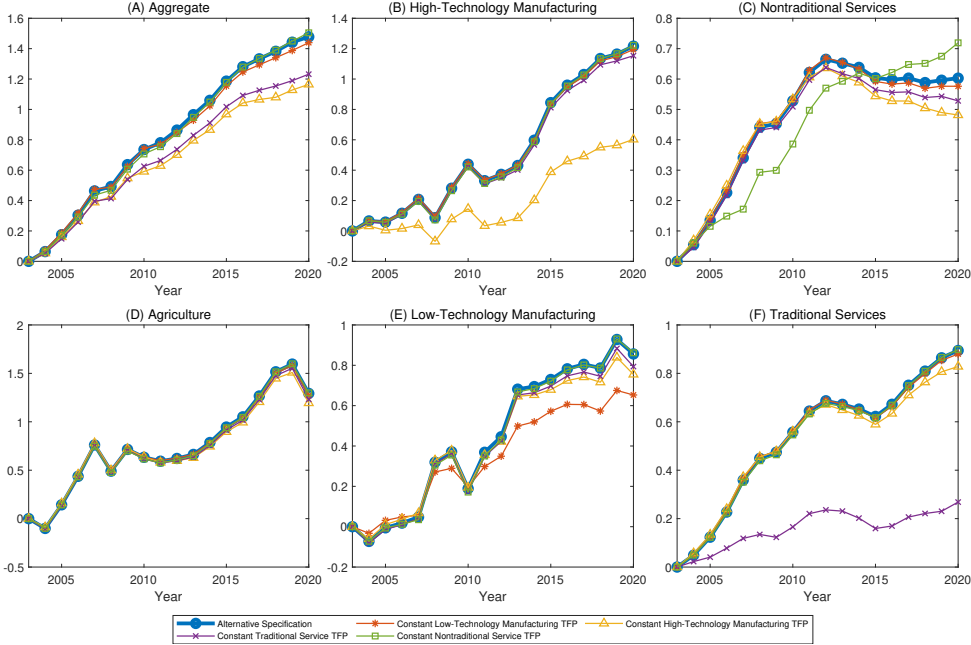 (A) Aggregate
1.6
1.4
1.2
1
0.8
0.6
0.4
0.2
0
2005 2010 2015 2020
Year
(B) High-Technology Manufacturing
1.4
1.2
1
0.8
0.6
0.4
0.2
0
-0.2
2005 2010 2015 2020
Year
(C) Nontraditional Services
0.8
0.7
0.6
0.5
0.4
0.3
0.2
0.1
0
2005 2010 2015 2020
Year
(D) Agriculture
2
1.5
1
0.5
0
-0.5
2005 2010 2015 2020
Year
(E) Low-Technology Manufacturing
1
0.8
0.6
0.4
0.2
0
-0.2
2005 2010 2015 2020
Year
(F) Traditional Services
1
0.8
0.6
0.4
0.2
0
2005 2010 2015 2020
Year
Alternative Specification Constant Low-Technology Manufacturing TFP Constant High-Technology Manufacturing TFP
Constant Traditional Service TFP Constant Nontraditional Service TFP